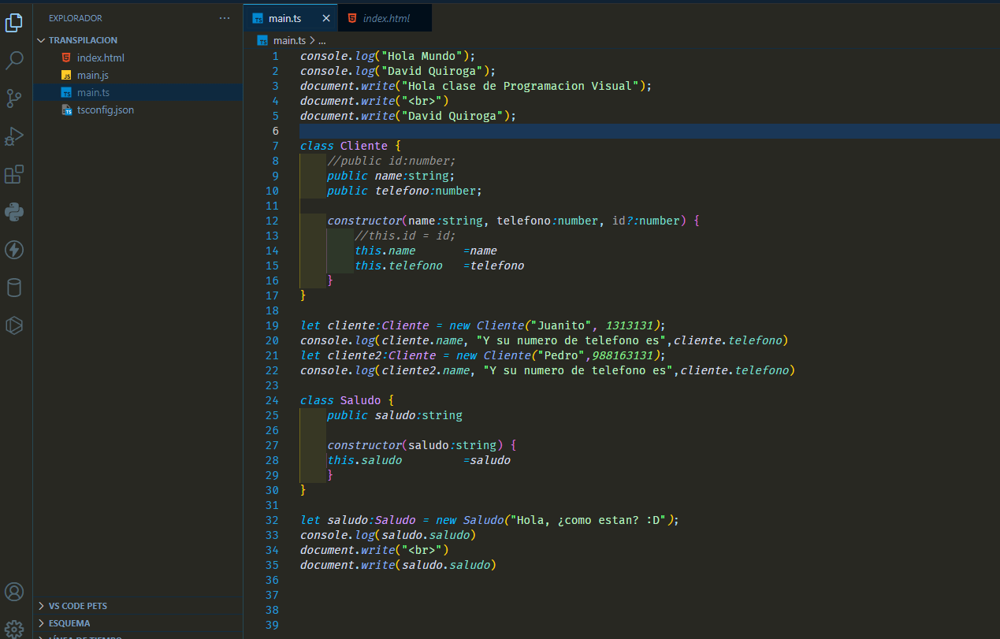 EXPLORADOR
TRANSPILACION
index.html
JS main.js
TS main.ts
TS tsconfig.json
VS CODE PETS
ESQUEMA
LÍNEA DE TIEMPO
TS main.ts
index.html
TS main.ts > ...
1 console.log("Hola Mundo");
2 console.log("David Quiroga");
3 document.write("Hola clase de Programacion Visual");
4 document.write("<br>")
5 document.write("David Quiroga");
6
7 class Cliente {
8 //public id:number;
9 public name:string;
10 public telefono:number;
11
12 constructor(name:string, telefono:number, id?:number) {
13 //this.id = id;
14 this.name =name
15 this.telefono =telefono
16 }
17 }
18
19 let cliente:Cliente = new Cliente("Juanito", 1313131);
20 console.log(cliente.name, "Y su numero de telefono es",cliente.telefono)
21 let cliente2:Cliente = new Cliente("Pedro",988163131);
22 console.log(cliente2.name, "Y su numero de telefono es",cliente.telefono)
23
24 class Saludo {
25 public saludo:string
26
27 constructor(saludo:string) {
28 this.saludo =saludo
29 }
30 }
31
32 let saludo:Saludo = new Saludo("Hola, ¿como estan? :D");
33 console.log(saludo.saludo)
34 document.write("<br>")
35 document.write(saludo.saludo)
36
37
38
39